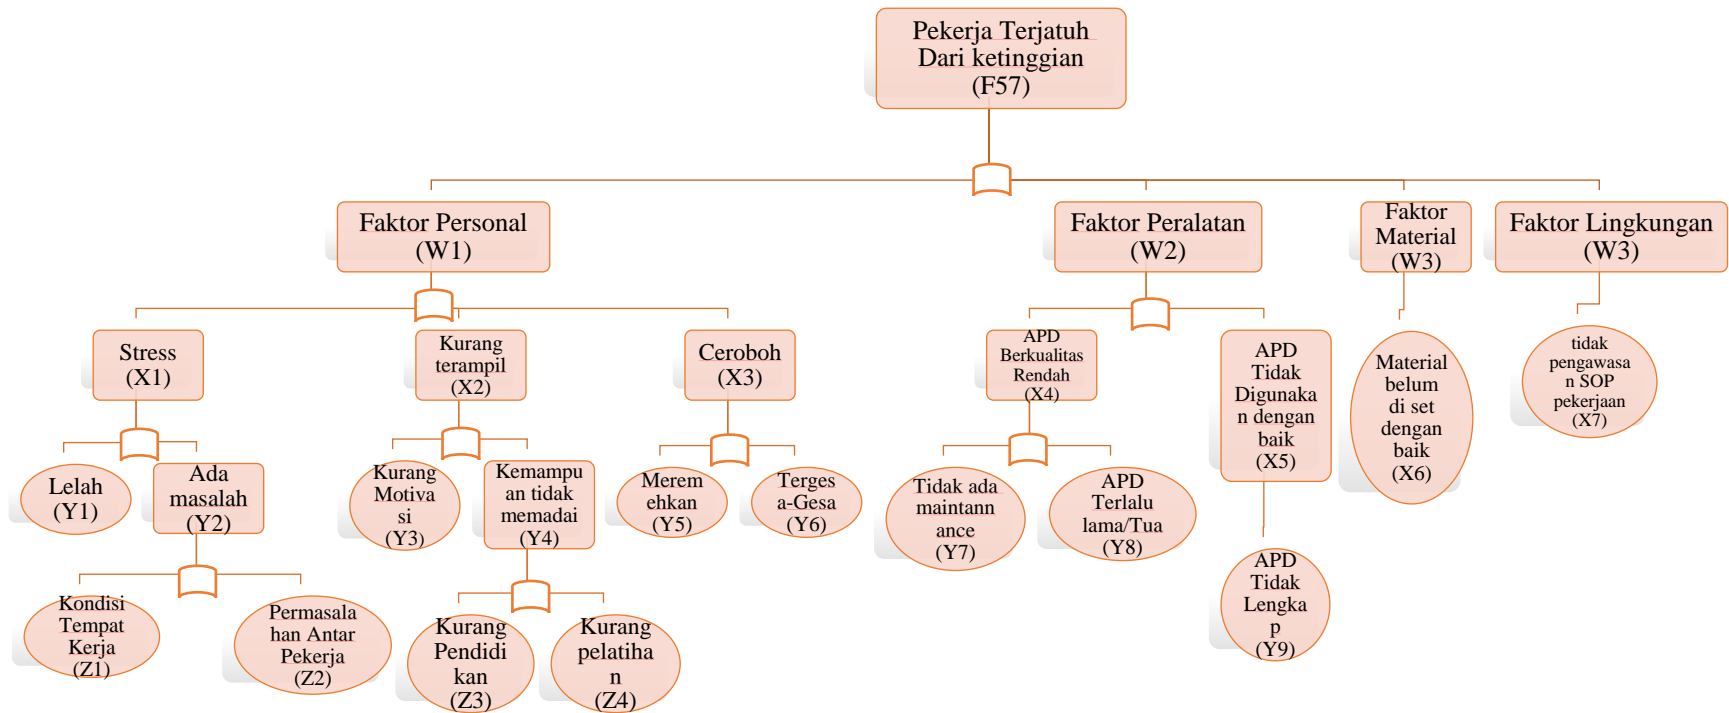 Pekerja Terjatuh
Dari ketinggian
(F57)
Faktor Personal
(W1)
Faktor Peralatan
(W2)
Faktor
Material
(W3)
Faktor Lingkungan
(W3)
Stress
(X1)
Kurang
terampil
(X2)
Ceroboh
(X3)
APD
Berkualitas
Rendah
(X4)
APD
Tidak
Digunaka
n dengan
baik
(X5)
Material
belum
di set
dengan
baik
(X6)
tidak
pengawasa
n SOP
pekerjaan
(X7)
Lelah
(Y1)
Ada
masalah
(Y2)
Kurang
Motiva
si
(Y3)
Kemampu
an tidak
memadai
(Y4)
Merem
ehkan
(Y5)
Terges
a-Gesa
(Y6)
Tidak ada
maintann
ance
(Y7)
APD
Terlalu
lama/Tua
(Y8)
APD
Tidak
Lengka
p
(Y9)
Kondisi
Tempat
Kerja
(Z1)
Permasala
han Antar
Pekerja
(Z2)
Kurang
Pendidi
kan
(Z3)
Kurang
pelatiha
n
(Z4)